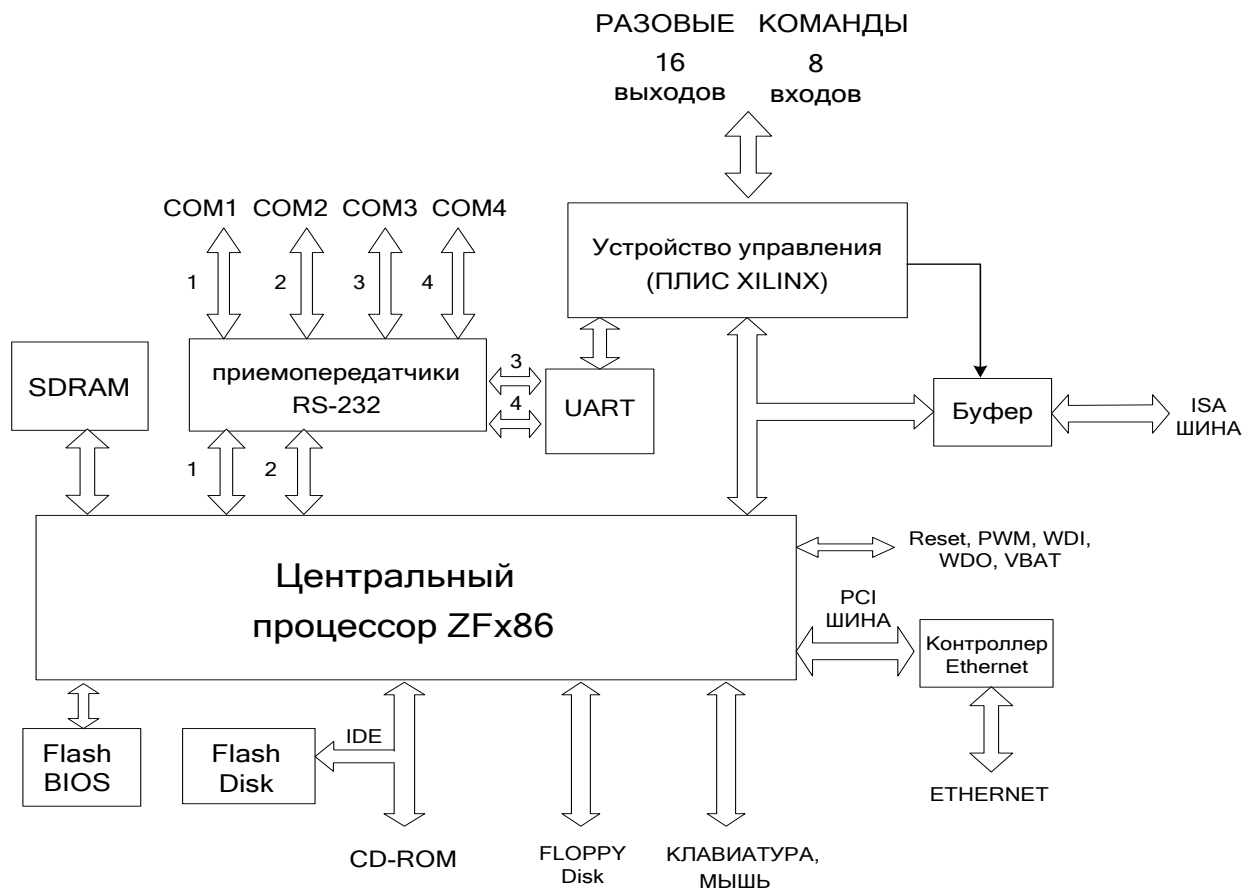 РАЗОВЫЕ КОМАНДЫ
16 8
выходов входов
COM1 COM2 COM3 COM4
1 2 3 4
Устройство управления
(ПЛИС XILINX)
SDRAM
приемопередатчики
RS-232
3
4
UART
Буфер
ISA
ШИНА
1 2
Центральный
процессор ZFx86
Reset, PWM, WDI,
WDO, VBAT
PCI
ШИНА
Контроллер
Ethernet
Flash
BIOS
Flash
Disk
IDE
ETHERNET
CD-ROM
FLOPPY
Disk
КЛАВИАТУРА,
МЫШЬ